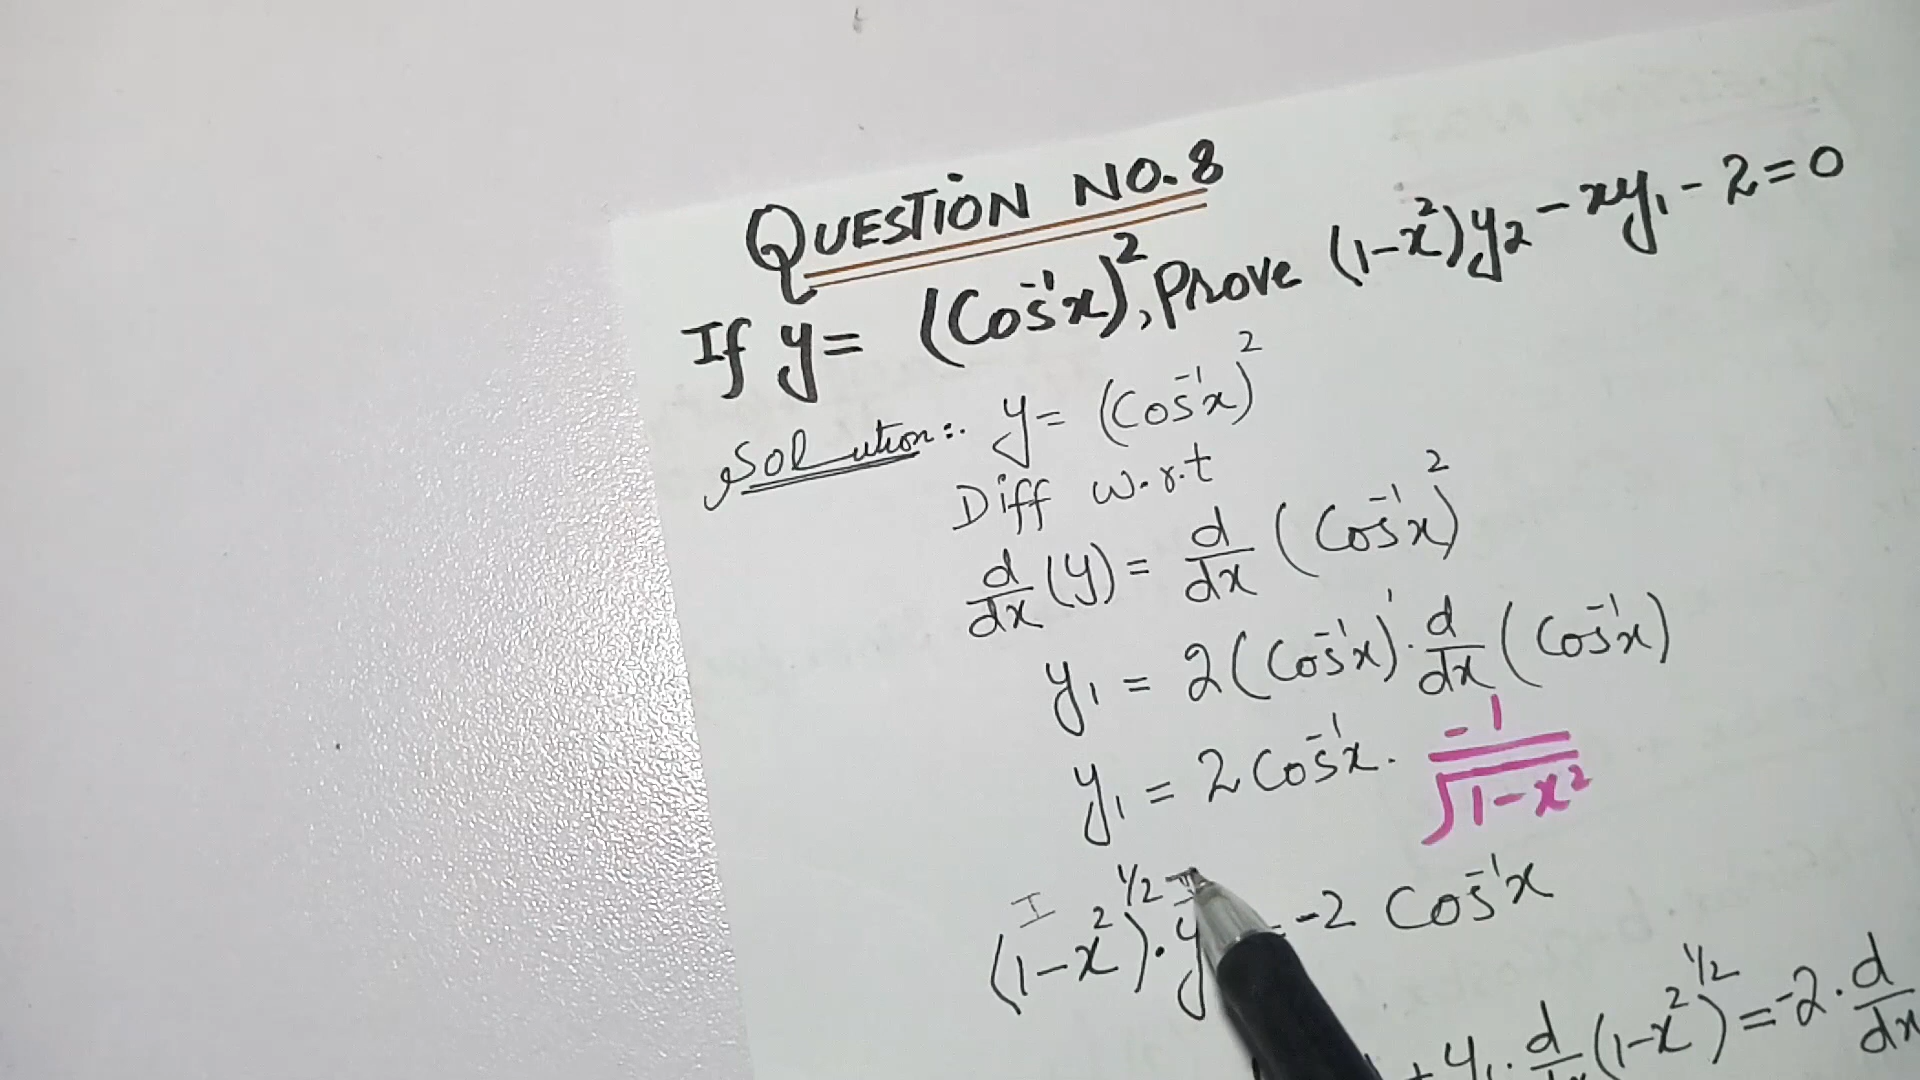 QUESTION NO.8
If y = (Cos⁻¹x)², Prove (1-x²)y₂ - xy₁ - 2 = 0
Solution:. y = (Cos⁻¹x)²
Diff w.r.t
d/dx (y) = d/dx (Cos⁻¹x)²
y₁ = 2(Cos⁻¹x)¹ · d/dx (Cos⁻¹x)
y₁ = 2 Cos⁻¹x · -1/√1-x²
I
(1-x²)^1/2 · y = -2 Cos⁻¹x
+ y₁ · d/dx (1-x²)^1/2 = -2 · d/dx